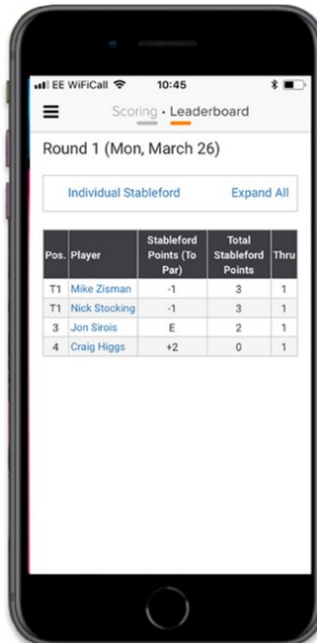 EE WiFiCall 10:45
Scoring • Leaderboard
Round 1 (Mon, March 26)
Individual Stableford Expand All
Pos. Player Stableford Points (To Par) Total Stableford Points Thru
T1 Mike Zisman -1 3 1
T1 Nick Stocking -1 3 1
3 Jon Sirois E 2 1
4 Craig Higgs +2 0 1